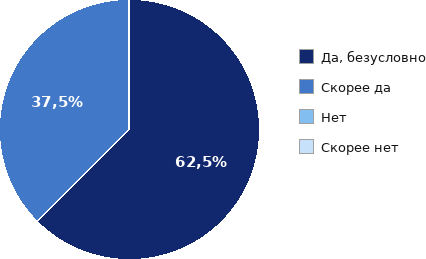 Да, безусловно
Скорее да
37,5%
Нет
Скорее нет
62,5%